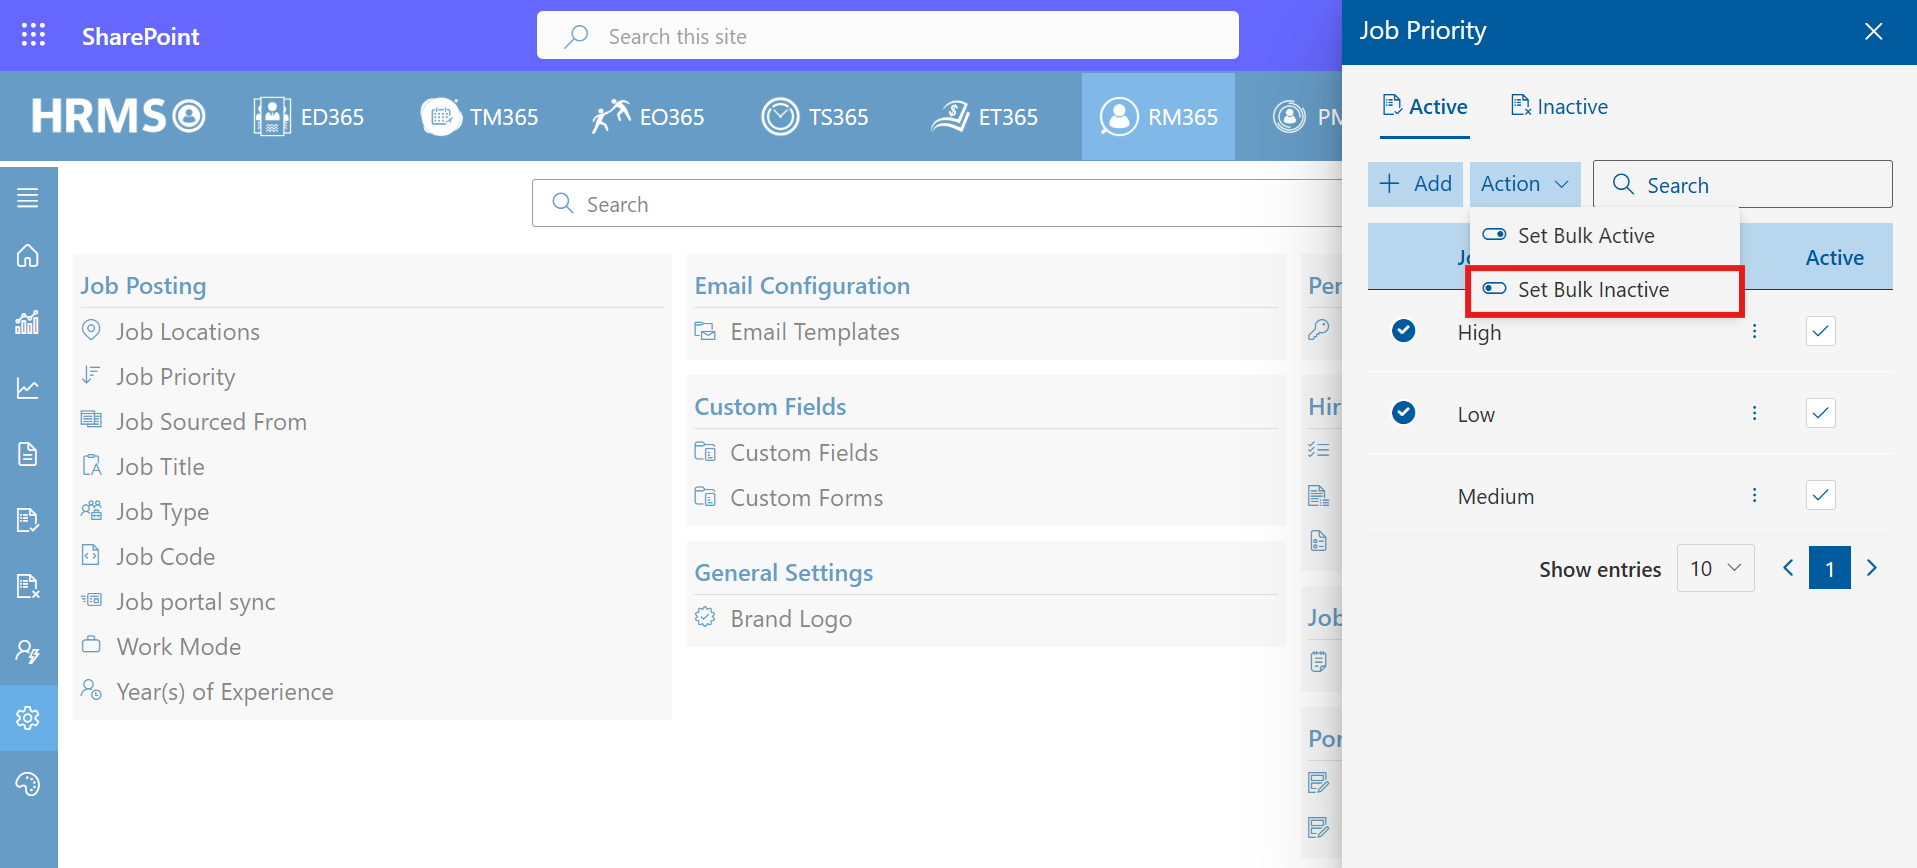 SharePoint
Search this site
HRMS
ED365
TM365
EO365
TS365
ET365
RM365
PM
Search
Job Posting
Job Locations
Job Priority
Job Sourced From
Job Title
Job Type
Job Code
Job portal sync
Work Mode
Year(s) of Experience
Email Configuration
Email Templates
Custom Fields
Custom Fields
Custom Forms
General Settings
Brand Logo
Per
Hir
Job
Por
Job Priority
Active
Inactive
Add
Action
Search
Set Bulk Active
Set Bulk Inactive
Active
High
Low
Medium
Show entries
10
1